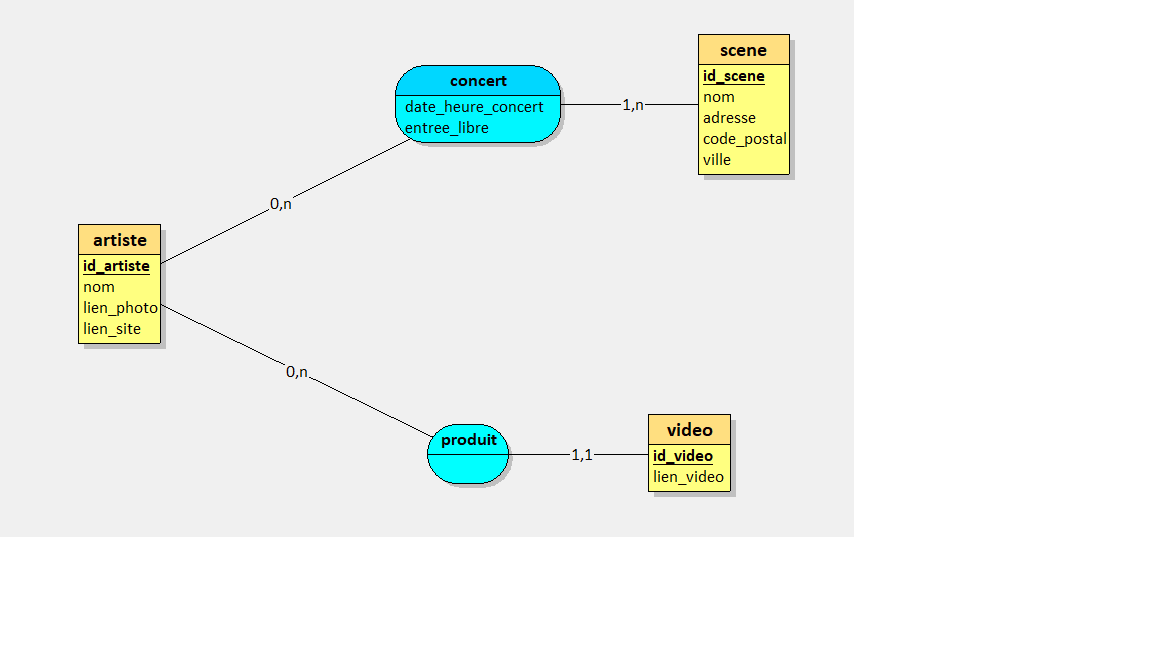 scene
id_scene
nom
adresse
code_postal
ville
concert
date_heure_concert
entree_libre
1,n
0,n
artiste
id_artiste
nom
lien_photo
lien_site
0,n
produit
1,1
video
id_video
lien_video